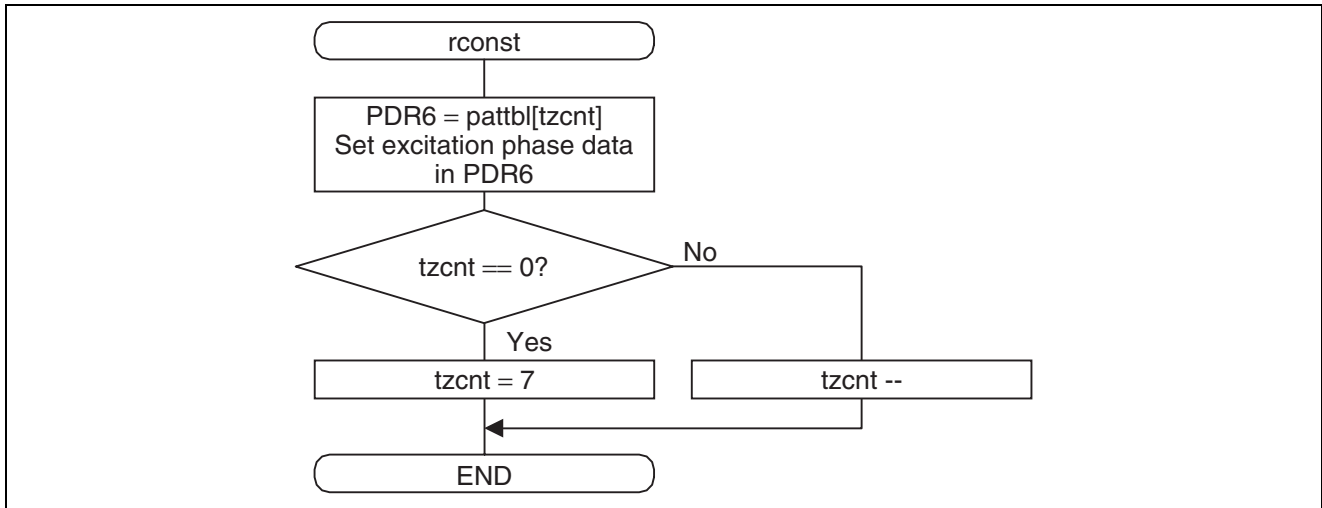 rconst
PDR6 = pattbl[tzcnt]
Set excitation phase data
in PDR6
tzcnt == 0?
No
Yes
tzcnt = 7
tzcnt --
END